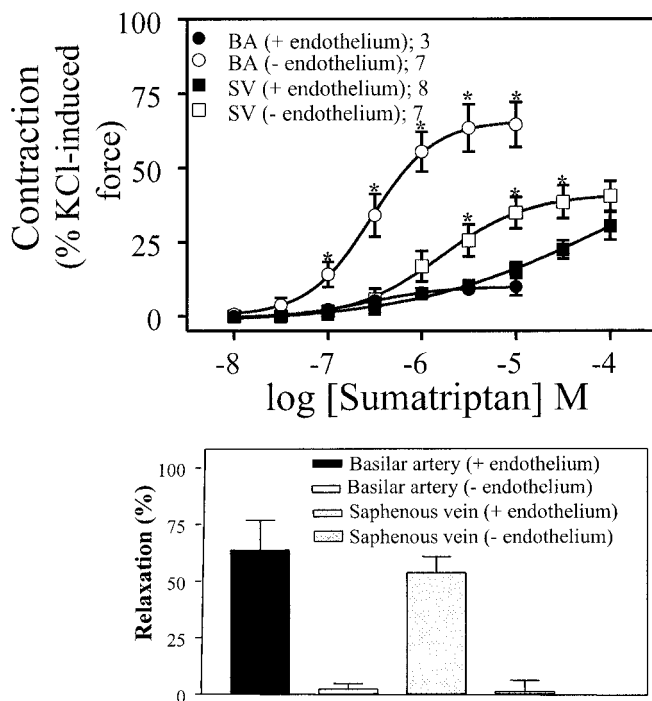 100
BA (+ endothelium); 3
BA (- endothelium); 7
SV (+ endothelium); 8
SV (- endothelium); 7
75
50
25
0
Contraction
(% KCl-induced
force)
* * * * * * * *
-8 -7 -6 -5 -4
log [Sumatriptan] M
100
75
50
25
0
Relaxation (%)
Basilar artery (+ endothelium)
Basilar artery (- endothelium)
Saphenous vein (+ endothelium)
Saphenous vein (- endothelium)